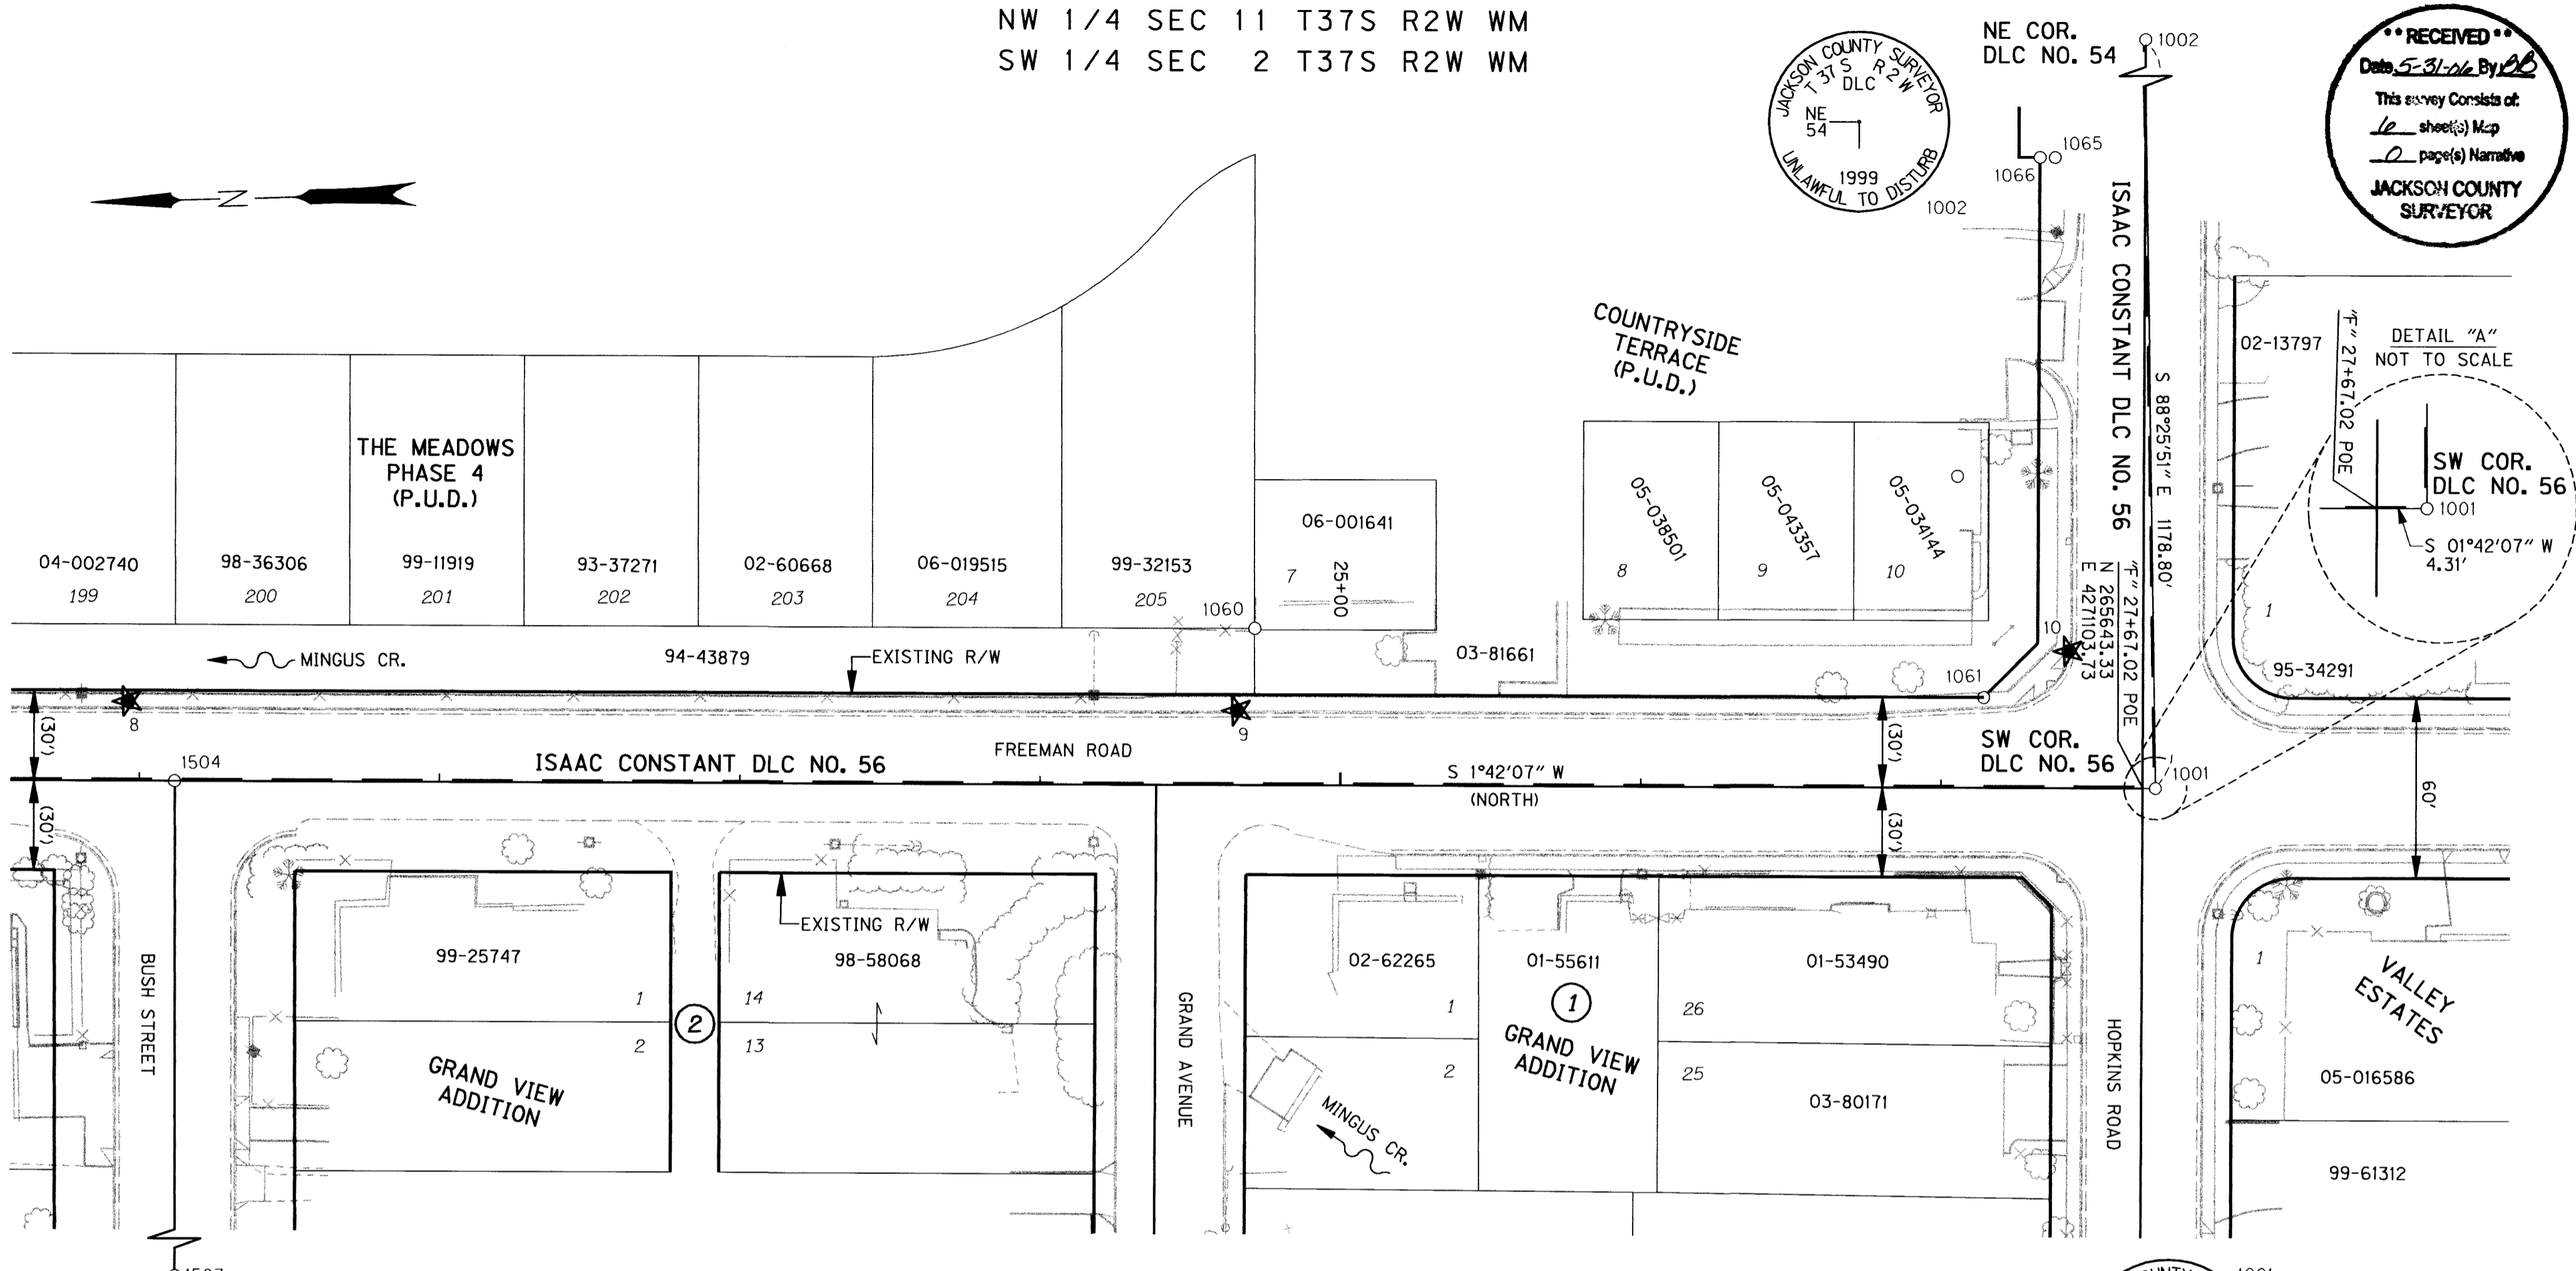 NW 1/4 SEC 11 T37S R2W WM
SW 1/4 SEC 2 T37S R2W WM
JACKSON COUNTY SURVEYOR
T 37 S R 2 W
DLC
NE
54
1999
UNLAWFUL TO DISTURB
1002
NE COR.
DLC NO. 54
1002
1065
1066
** RECEIVED **
Date 5-31-06 By BB
This survey Consists of:
6 sheet(s) Map
0 page(s) Narrative
JACKSON COUNTY
SURVEYOR
N
THE MEADOWS
PHASE 4
(P.U.D.)
04-002740
199
98-36306
200
99-11919
201
93-37271
202
02-60668
203
06-019515
204
99-32153
205
1060
06-001641
7
25+00
COUNTRYSIDE
TERRACE
(P.U.D.)
05-038501
8
05-043357
9
05-034144
10
ISAAC CONSTANT DLC NO. 56
S 88°25'51" E 1178.80'
"F" 27+67.02 POE
N 265643.33
E 4271103.73
02-13797
DETAIL "A"
NOT TO SCALE
"F" 27+67.02 POE
SW COR.
DLC NO. 56
1001
S 01°42'07" W
4.31'
1
95-34291
MINGUS CR.
94-43879
EXISTING R/W
03-81661
1061
10
8
9
(30')
(30')
1504
ISAAC CONSTANT DLC NO. 56
FREEMAN ROAD
S 1°42'07" W
(NORTH)
(30')
(30')
SW COR.
DLC NO. 56
1001
60'
BUSH STREET
99-25747
1
2
GRAND VIEW
ADDITION
2
EXISTING R/W
98-58068
14
13
GRAND AVENUE
02-62265
1
2
MINGUS CR.
01-55611
1
GRAND VIEW
ADDITION
01-53490
26
25
03-80171
HOPKINS ROAD
1
VALLEY
ESTATES
05-016586
99-61312